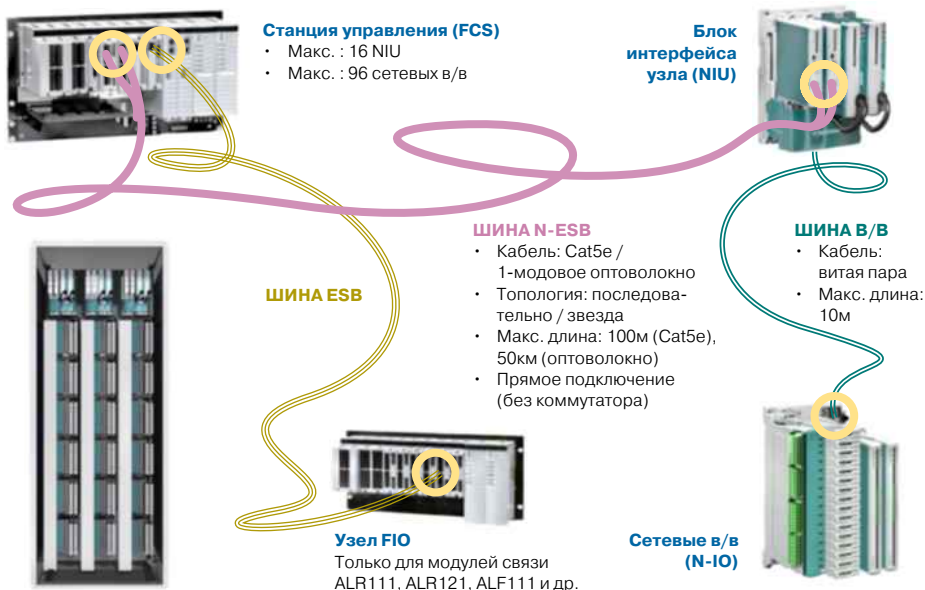 Станция управления (FCS)
• Макс. : 16 NIU
• Макс. : 96 сетевых в/в
Блок
интерфейса
узла (NIU)
ШИНА N-ESB
• Кабель: Cat5e /
1-модовое оптоволокно
• Топология: последова-
тельно / звезда
• Макс. длина: 100м (Cat5e),
50км (оптоволокно)
• Прямое подключение
(без коммутатора)
ШИНА В/В
• Кабель:
витая пара
• Макс. длина:
10м
ШИНА ESB
Узел FIO
Только для модулей связи
ALR111, ALR121, ALF111 и др.
Сетевые в/в
(N-IO)